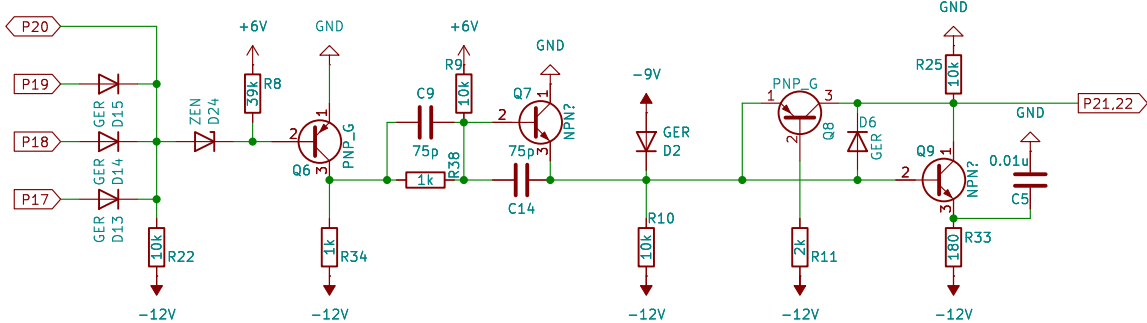 P20
P19
P18
P17
GER
D15
GER
D14
GER
D13
10k
R22
-12V
ZEN
D24
+6V
39k
R8
GND
1
2
3
Q6
PNP_G
1k
R34
-12V
C9
75p
1k
R38
+6V
R9
10k
GND
Q7
1
2
3
NPN?
75p
C14
-9V
GER
D2
R10
10k
-12V
PNP_G
1
3
2
Q8
2k
R11
-12V
D6
GER
GND
R25
10k
Q9
1
2
3
NPN?
R33
180
-12V
GND
0.01u
C5
P21,22